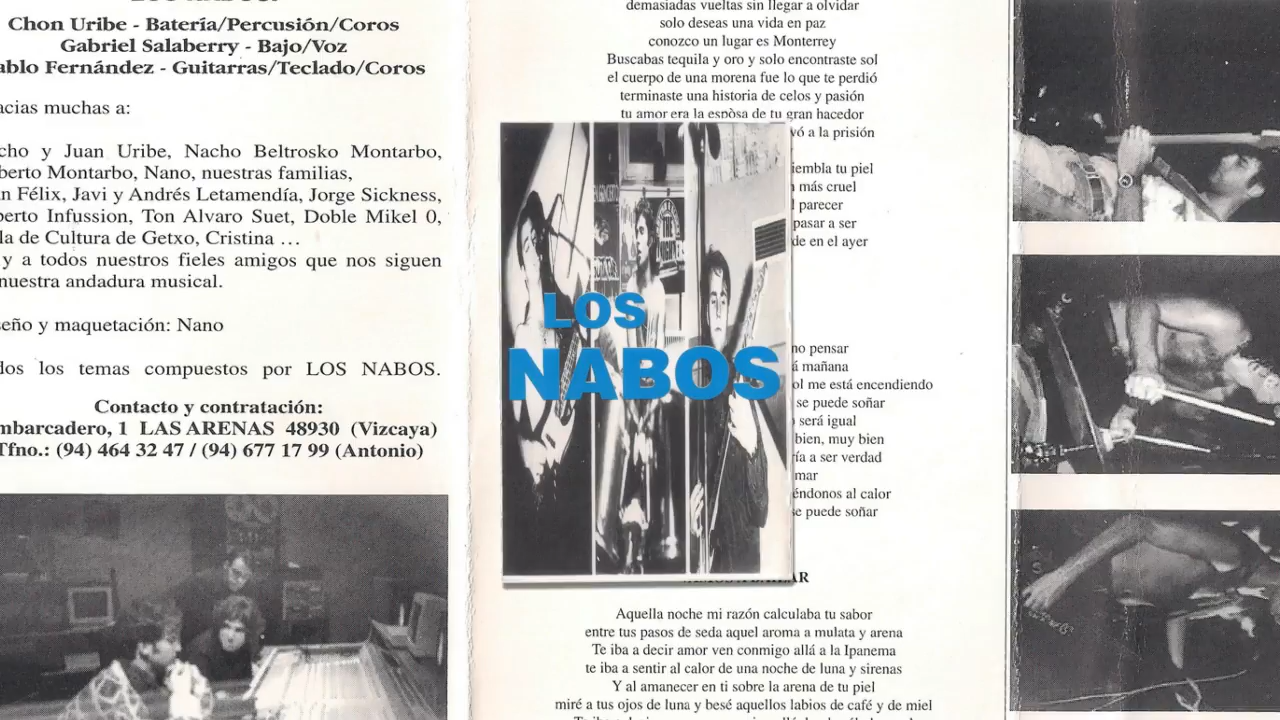 LOS NABOS:
Chon Uribe - Batería/Percusión/Coros
Gabriel Salaberry - Bajo/Voz
ablo Fernández - Guitarras/Teclado/Coros
acias muchas a:
cho y Juan Uribe, Nacho Beltrosko Montarbo,
berto Montarbo, Nano, nuestras familias,
n Félix, Javi y Andrés Letamendía, Jorge Sickness,
berto Infussion, Ton Alvaro Suet, Doble Mikel 0,
la de Cultura de Getxo, Cristina ...
y a todos nuestros fieles amigos que nos siguen
nuestra andadura musical.
eño y maquetación: Nano
dos los temas compuestos por LOS NABOS.
Contacto y contratación:
mbarcadero, 1 LAS ARENAS 48930 (Vizcaya)
Tfno.: (94) 464 32 47 / (94) 677 17 99 (Antonio)
demasiadas vueltas sin llegar a olvidar
solo deseas una vida en paz
conozco un lugar es Monterrey
Buscabas tequila y oro y solo encontraste sol
el cuerpo de una morena fue lo que te perdió
terminaste una historia de celos y pasión
tu amor era la espòsa de tu gran hacedor
vó a la prisión
iembla tu piel
más cruel
l parecer
pasar a ser
de en el ayer
LOS
NABOS
no pensar
á mañana
ol me está encendiendo
se puede soñar
será igual
bien, muy bien
ía a ser verdad
mar
éndonos al calor
se puede soñar
AR
Aquella noche mi razón calculaba tu sabor
entre tus pasos de seda aquel aroma a mulata y arena
Te iba a decir amor ven conmigo allá a la Ipanema
te iba a sentir al calor de una noche de luna y sirenas
Y al amanecer en ti sobre la arena de tu piel
miré a tus ojos de luna y besé aquellos labios de café y de miel